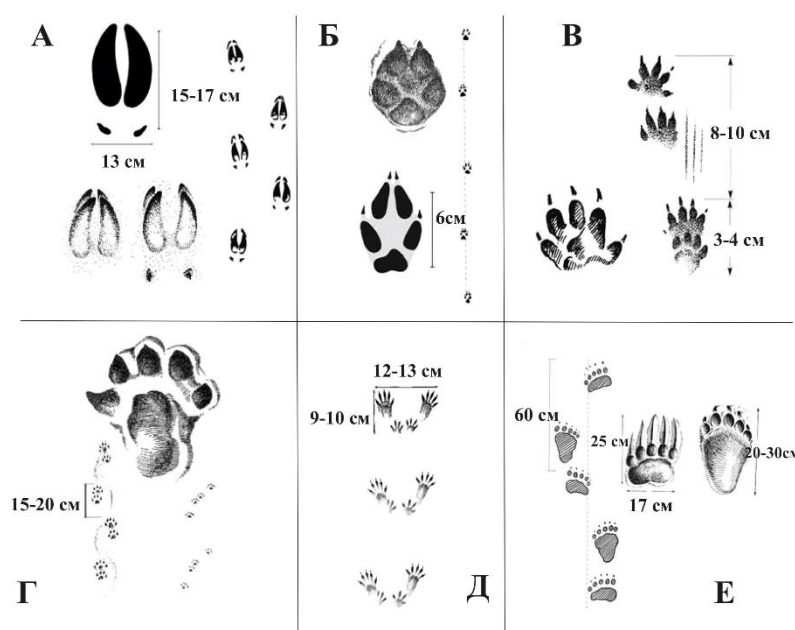 А
15-17 см
13 см
Б
6см
В
8-10 см
3-4 см
15-20 см
Г
12-13 см
9-10 см
Д
60 см
25 см
20-30см
17 см
Е